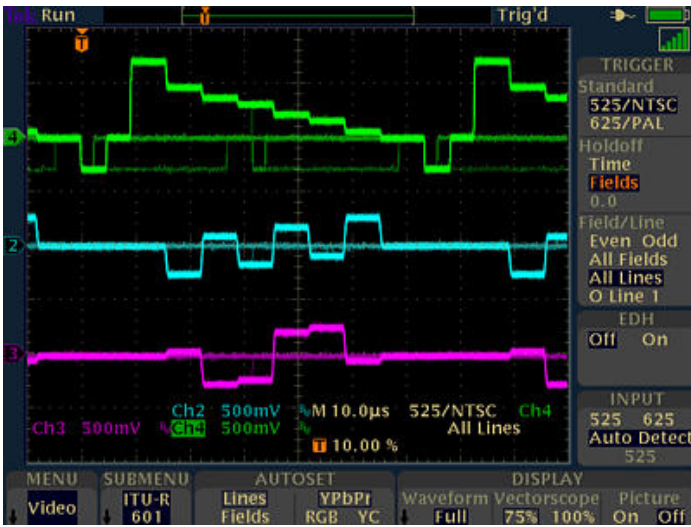 Tek Run Trig'd
T
T
TRIGGER
Standard
525/NTSC
625/PAL
Holdoff
Time
Fields
0.0
Field/Line
Even Odd
All Fields
All Lines
O Line 1
EDH
Off On
INPUT
525 625
Auto Detect
525
4
2
3
Ch2 500mV M 10.0µs 525/NTSC Ch4
Ch3 500mV Ch4 500mV All Lines
T 10.00 %
MENU SUBMENU AUTOSET DISPLAY
Video ITU-R 601 Lines Fields YPbPr RGB YC Waveform Full Vectorscope 75% 100% Picture On Off